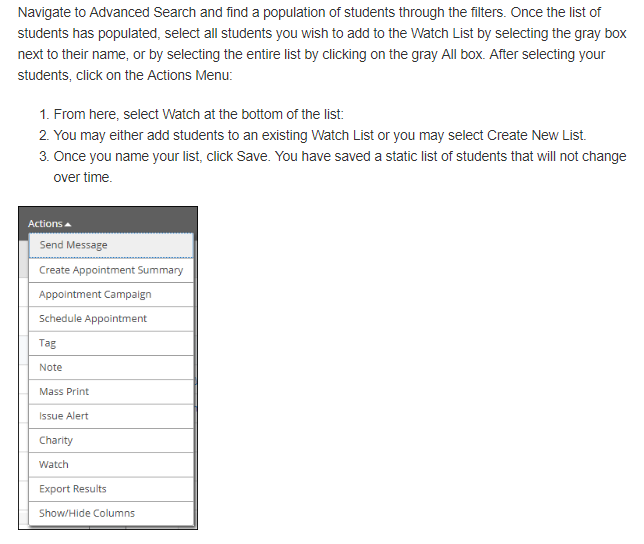 Navigate to Advanced Search and find a population of students through the filters. Once the list of
students has populated, select all students you wish to add to the Watch List by selecting the gray box
next to their name, or by selecting the entire list by clicking on the gray All box. After selecting your
students, click on the Actions Menu:
1. From here, select Watch at the bottom of the list:
2. You may either add students to an existing Watch List or you may select Create New List.
3. Once you name your list, click Save. You have saved a static list of students that will not change
over time.
Actions
Send Message
Create Appointment Summary
Appointment Campaign
Schedule Appointment
Tag
Note
Mass Print
Issue Alert
Charity
Watch
Export Results
Show/Hide Columns